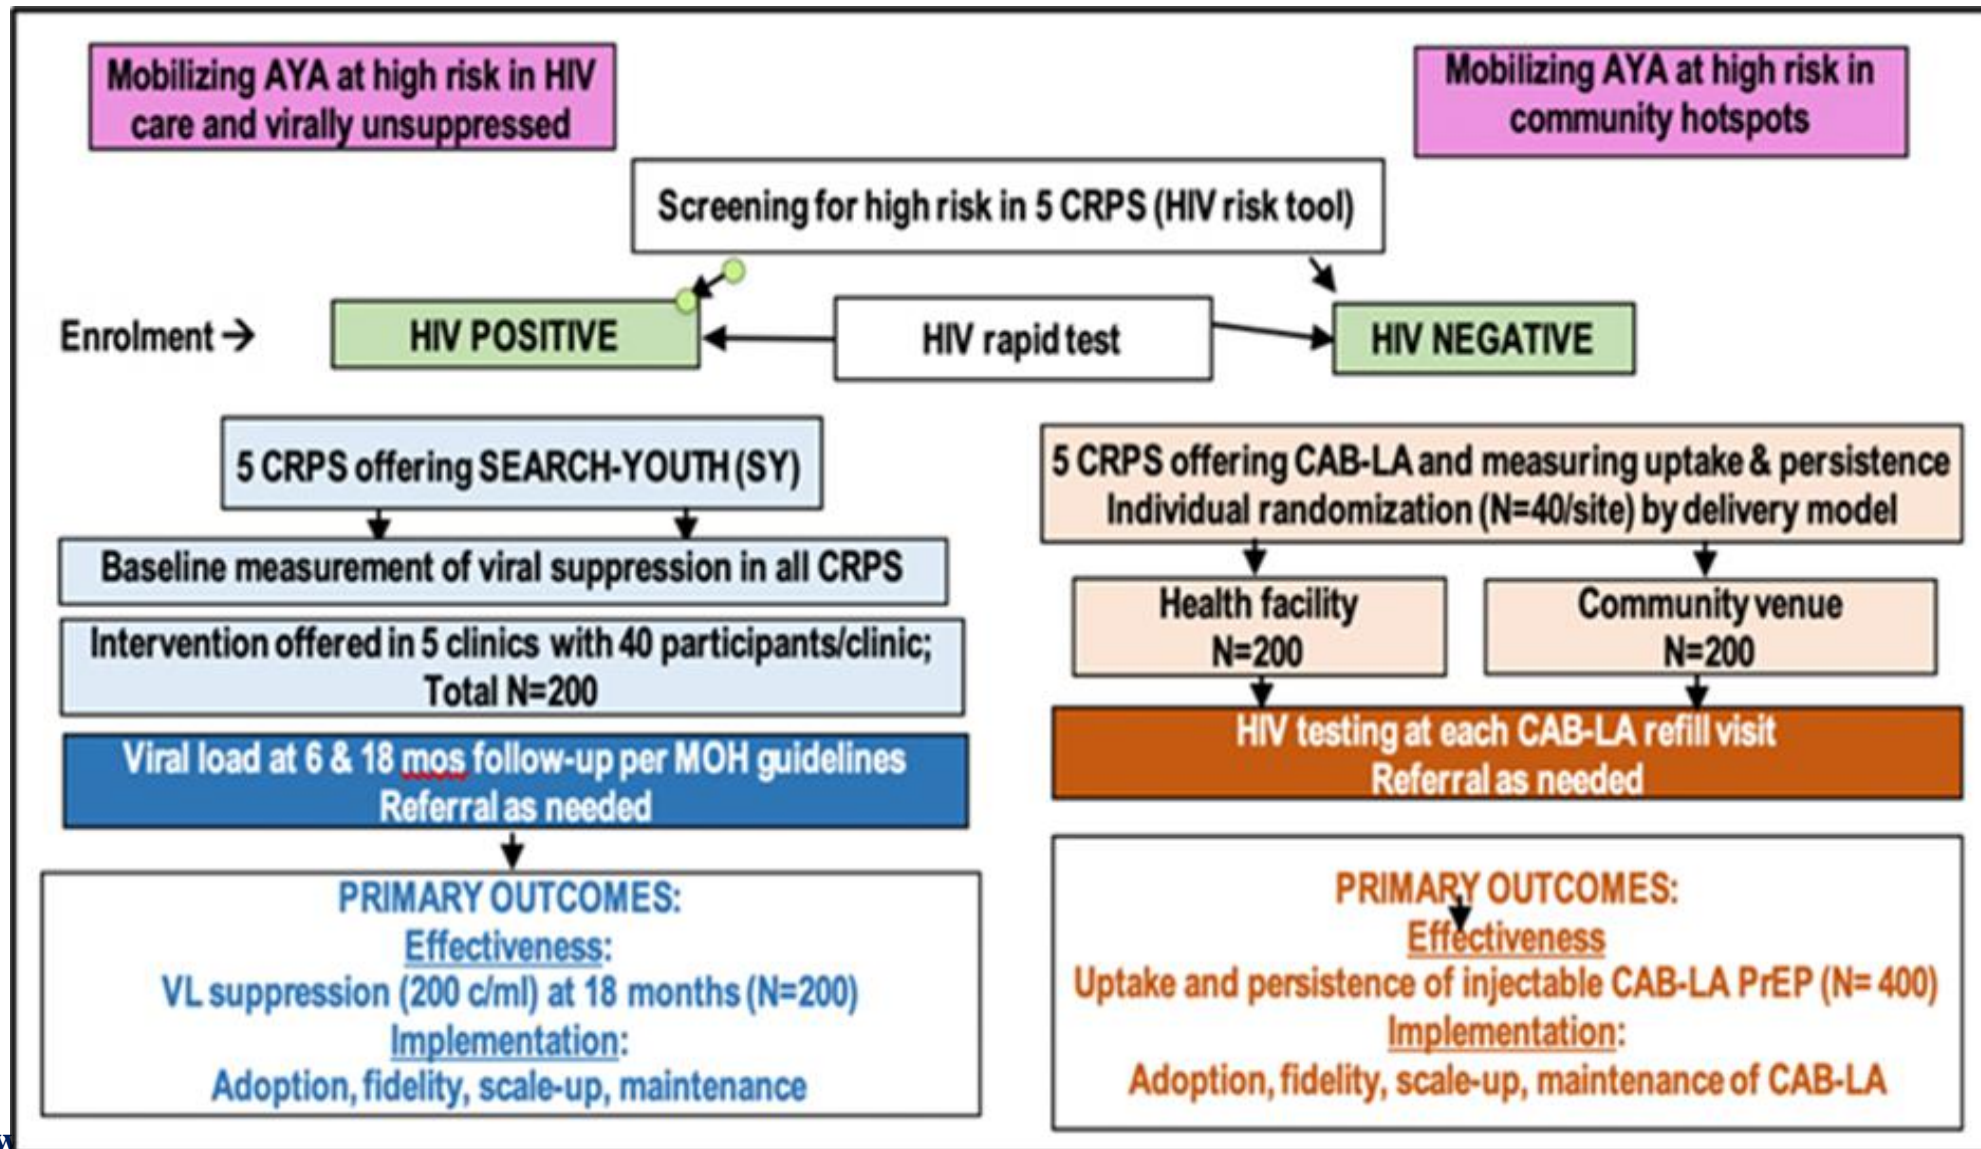 Mobilizing AYA at high risk in HIV
care and virally unsuppressed
Mobilizing AYA at high risk in
community hotspots
Screening for high risk in 5 CRPS (HIV risk tool)
Enrolment →
HIV POSITIVE
HIV rapid test
HIV NEGATIVE
5 CRPS offering SEARCH-YOUTH (SY)
Baseline measurement of viral suppression in all CRPS
Intervention offered in 5 clinics with 40 participants/clinic;
Total N=200
Viral load at 6 & 18 mos follow-up per MOH guidelines
Referral as needed
PRIMARY OUTCOMES:
Effectiveness:
VL suppression (200 c/ml) at 18 months (N=200)
Implementation:
Adoption, fidelity, scale-up, maintenance
5 CRPS offering CAB-LA and measuring uptake & persistence
Individual randomization (N=40/site) by delivery model
Health facility
N=200
Community venue
N=200
HIV testing at each CAB-LA refill visit
Referral as needed
PRIMARY OUTCOMES:
Effectiveness
Uptake and persistence of injectable CAB-LA PrEP (N= 400)
Implementation:
Adoption, fidelity, scale-up, maintenance of CAB-LA